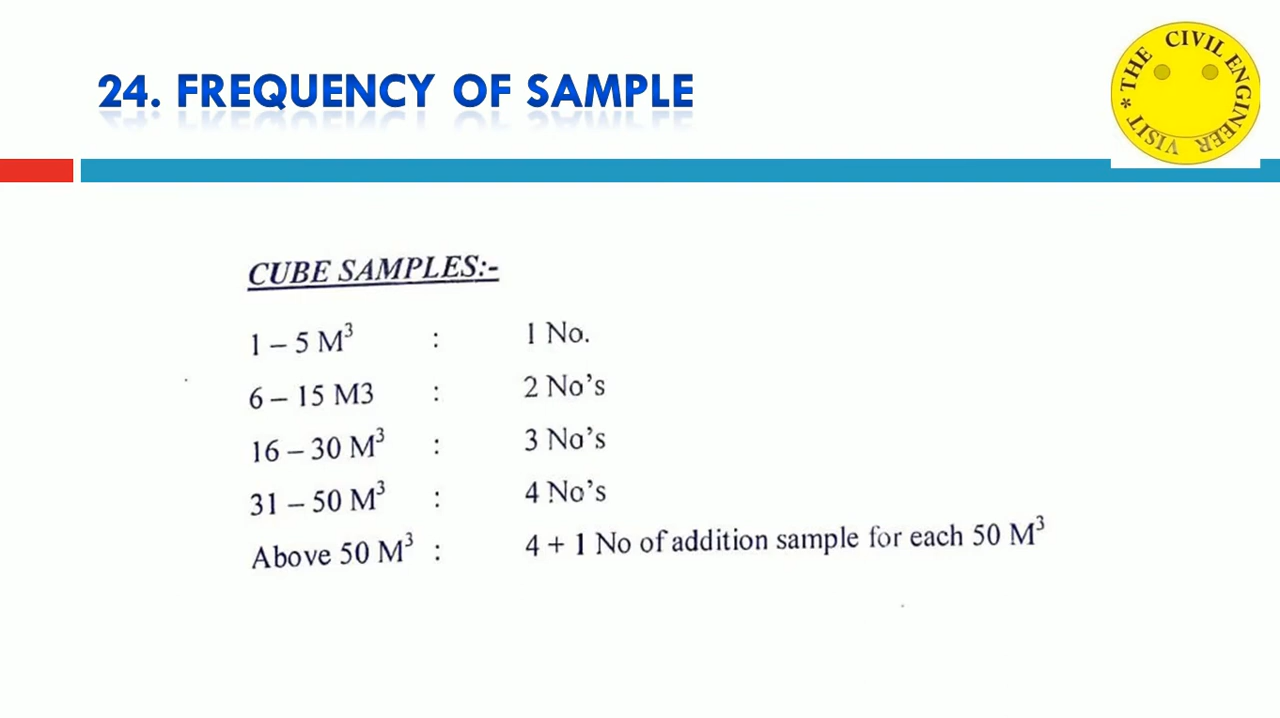 24. FREQUENCY OF SAMPLE
* THE CIVIL ENGINEER VISIT
CUBE SAMPLES:-
1 – 5 M³ : 1 No.
6 – 15 M3 : 2 No's
16 – 30 M³ : 3 No's
31 – 50 M³ : 4 No's
Above 50 M³ : 4 + 1 No of addition sample for each 50 M³